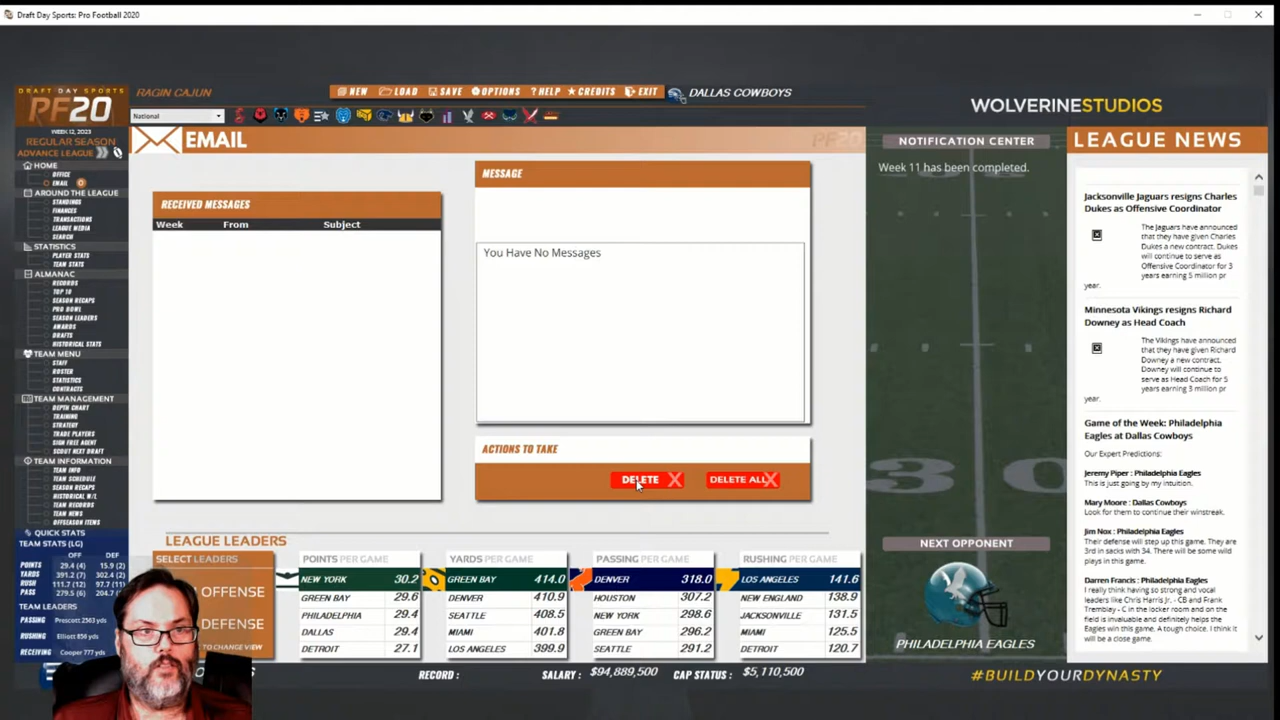 Draft Day Sports: Pro Football 2020
DRAFT DAY SPORTS
PF20
RAGIN CAJUN
NEW LOAD SAVE OPTIONS ? HELP CREDITS EXIT
DALLAS COWBOYS
National
WOLVERINESTUDIOS
WEEK 12, 2023
REGULAR SEASON
ADVANCE LEAGUE
HOME
OFFICE
EMAIL 0
AROUND THE LEAGUE
STANDINGS
FINANCES
TRANSACTIONS
LEAGUE MEDIA
SEARCH
STATISTICS
PLAYER STATS
TEAM STATS
ALMANAC
RECORDS
TOP 10
SEASON RECAPS
PRO BOWL
SEASON LEADERS
AWARDS
DRAFTS
HISTORICAL STATS
TEAM MENU
STAFF
ROSTER
STATISTICS
CONTRACTS
TEAM MANAGEMENT
DEPTH CHART
TRAINING
STRATEGY
TRADE PLAYERS
SIGN FREE AGENT
SCOUT NEXT DRAFT
TEAM INFORMATION
TEAM INFO
TEAM SCHEDULE
SEASON RECAPS
HISTORICAL W/L
TEAM RECORDS
TEAM NEWS
OFFSEASON ITEMS
QUICK STATS
TEAM STATS (LG)
OFF DEF
POINTS 29.4 (4) 15.9 (2)
YARDS 391.2 (7) 302.4 (2)
RUSH 111.7 (12) 97.7 (11)
PASS 279.5 (6) 204.7
TEAM LEADERS
PASSING Prescott 2563 yds
RUSHING Elliott 856 yds
RECEIVING Cooper 777 yds
EMAIL
PF20
RECEIVED MESSAGES
Week From Subject
MESSAGE
You Have No Messages
ACTIONS TO TAKE
DELETE X
DELETE ALL X
LEAGUE LEADERS
SELECT LEADERS
OFFENSE
DEFENSE
TO CHANGE VIEW
POINTS PER GAME
NEW YORK 30.2
GREEN BAY 29.6
PHILADELPHIA 29.4
DALLAS 29.4
DETROIT 27.1
YARDS PER GAME
GREEN BAY 414.0
DENVER 410.9
SEATTLE 408.5
MIAMI 401.8
LOS ANGELES 399.9
PASSING PER GAME
DENVER 318.0
HOUSTON 307.2
NEW YORK 298.6
GREEN BAY 296.2
SEATTLE 291.2
RUSHING PER GAME
LOS ANGELES 141.6
NEW ENGLAND 138.9
JACKSONVILLE 131.5
MIAMI 125.5
DETROIT 120.7
RECORD :
SALARY : $94,889,500
CAP STATUS : $5,110,500
NOTIFICATION CENTER
Week 11 has been completed.
30
NEXT OPPONENT
PHILADELPHIA EAGLES
LEAGUE NEWS
Jacksonville Jaguars resigns Charles
Dukes as Offensive Coordinator
The Jaguars have announced
that they have given Charles
Dukes a new contract. Dukes
will continue to serve as
Offensive Coordinator for 3
years earning 5 million pr
year.
Minnesota Vikings resigns Richard
Downey as Head Coach
The Vikings have announced
that they have given Richard
Downey a new contract.
Downey will continue to
serve as Head Coach for 5
years earning 3 million pr
year.
Game of the Week: Philadelphia
Eagles at Dallas Cowboys
Our Expert Predictions:
Jeremy Piper : Philadelphia Eagles
This is just going by my intuition.
Mary Moore : Dallas Cowboys
Look for them to continue their winstreak.
Jim Nox : Philadelphia Eagles
Their defense will step up this game. They are
3rd in sacks with 34. There will be some wild
plays in this game.
Darren Francis : Philadelphia Eagles
I really think having so strong and vocal
leaders like Chris Harris Jr. - CB and Frank
Tremblay - C in the locker room and on the
field is invaluable and definitely helps the
Eagles win this game. A tough choice. I think it
will be a close game.
#BUILDYOURDYNASTY